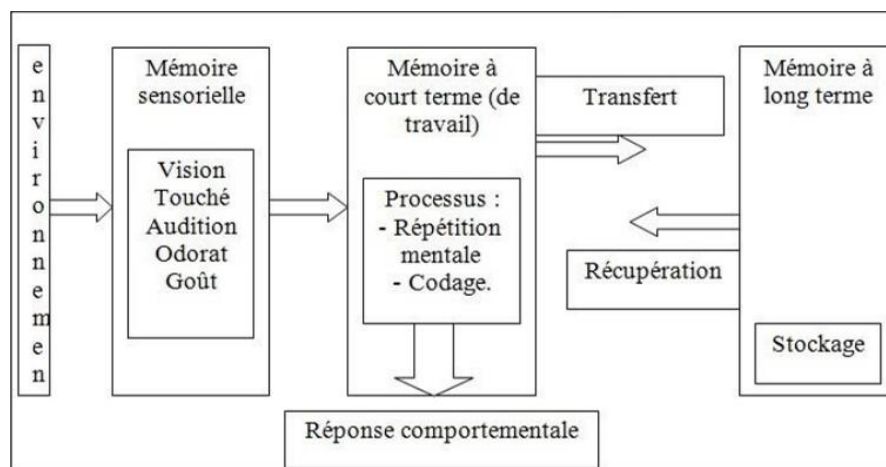 environnemen
Mémoire
sensorielle
Vision
Touché
Audition
Odorat
Goût
Mémoire à
court terme (de
travail)
Processus :
- Répétition
mentale
- Codage.
Transfert
Récupération
Mémoire à
long terme
Stockage
Réponse comportementale